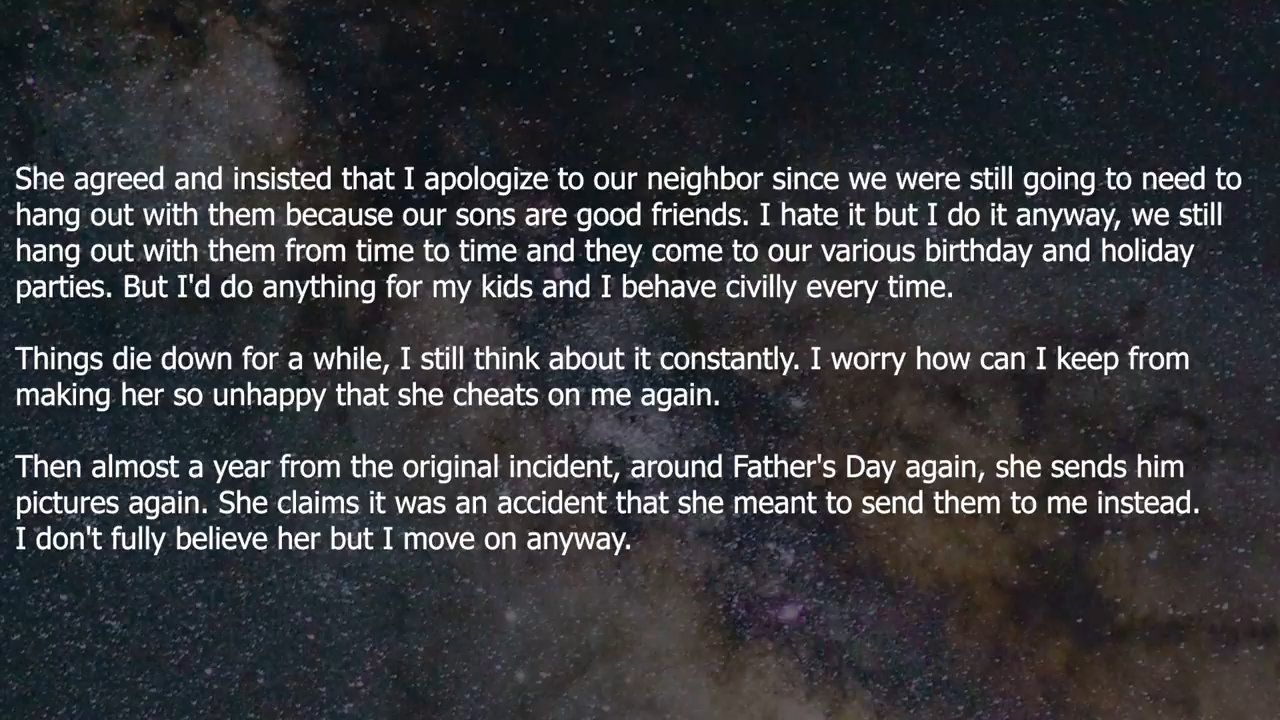 She agreed and insisted that I apologize to our neighbor since we were still going to need to
hang out with them because our sons are good friends. I hate it but I do it anyway, we still
hang out with them from time to time and they come to our various birthday and holiday
parties. But I'd do anything for my kids and I behave civilly every time.
Things die down for a while, I still think about it constantly. I worry how can I keep from
making her so unhappy that she cheats on me again.
Then almost a year from the original incident, around Father's Day again, she sends him
pictures again. She claims it was an accident that she meant to send them to me instead.
I don't fully believe her but I move on anyway.